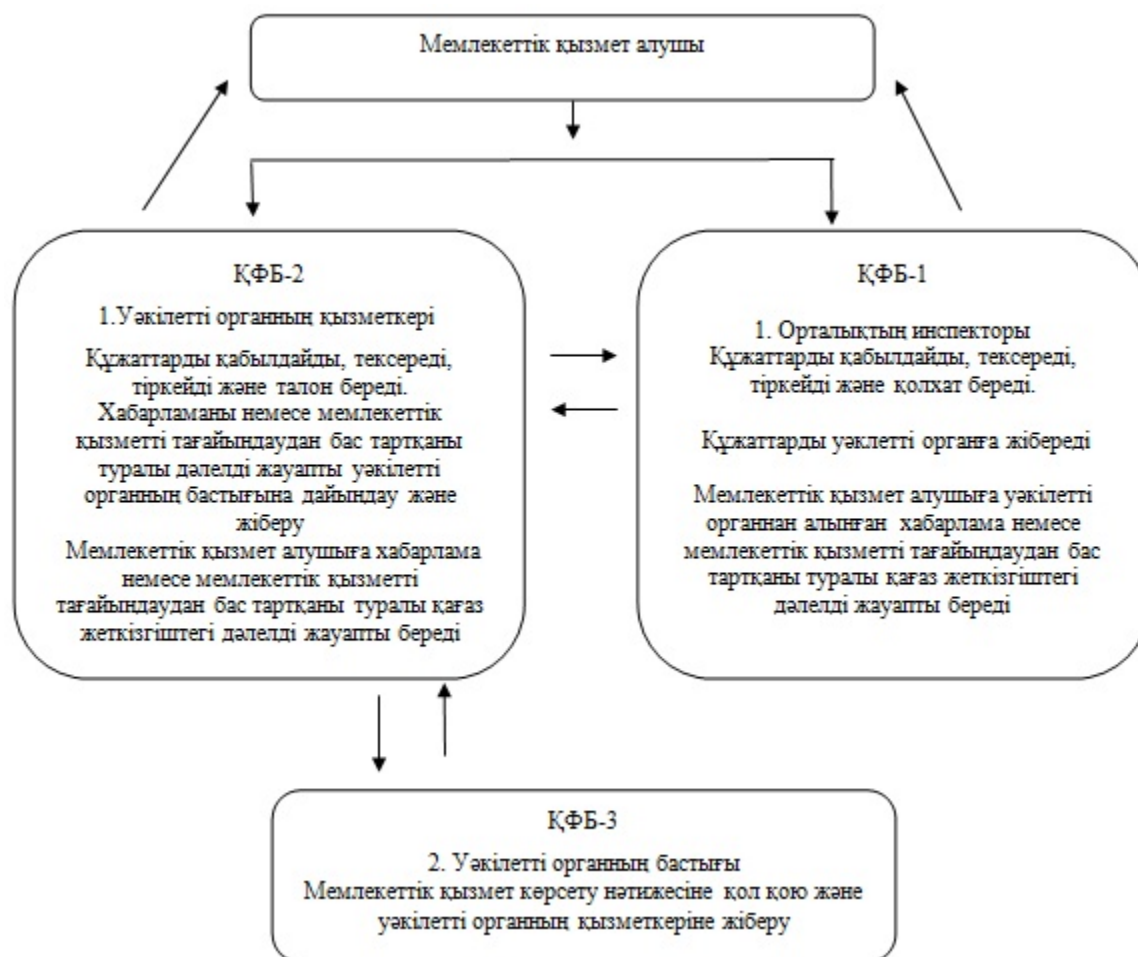 Мемлекеттік қызмет алушы
ҚФБ-2
1.Уәкілетті органның қызметкері
Құжаттарды қабылдайды, тексереді,
тіркейді және талон береді.
Хабарламаны немесе мемлекеттік
қызметті тағайындаудан бас тартқаны
туралы дәлелді жауапты уәкілетті
органның бастығына дайындау және
жіберу
Мемлекеттік қызмет алушыға хабарлама
немесе мемлекеттік қызметті
тағайындаудан бас тартқаны туралы қағаз
жеткізгіштегі дәлелді жауапты береді
ҚФБ-1
1. Орталықтың инспекторы
Құжаттарды қабылдайды, тексереді,
тіркейді және қолхат береді.
Құжаттарды уәклетті органға жібереді
Мемлекеттік қызмет алушыға уәкілетті
органнан алынған хабарлама немесе
мемлекеттік қызметті тағайындаудан бас
тартқаны туралы қағаз жеткізгіштегі
дәлелді жауапты береді
ҚФБ-3
2. Уәкілетті органның бастығы
Мемлекеттік қызмет көрсету нәтижесіне қол қою және
уәкілетті органның қызметкеріне жіберу